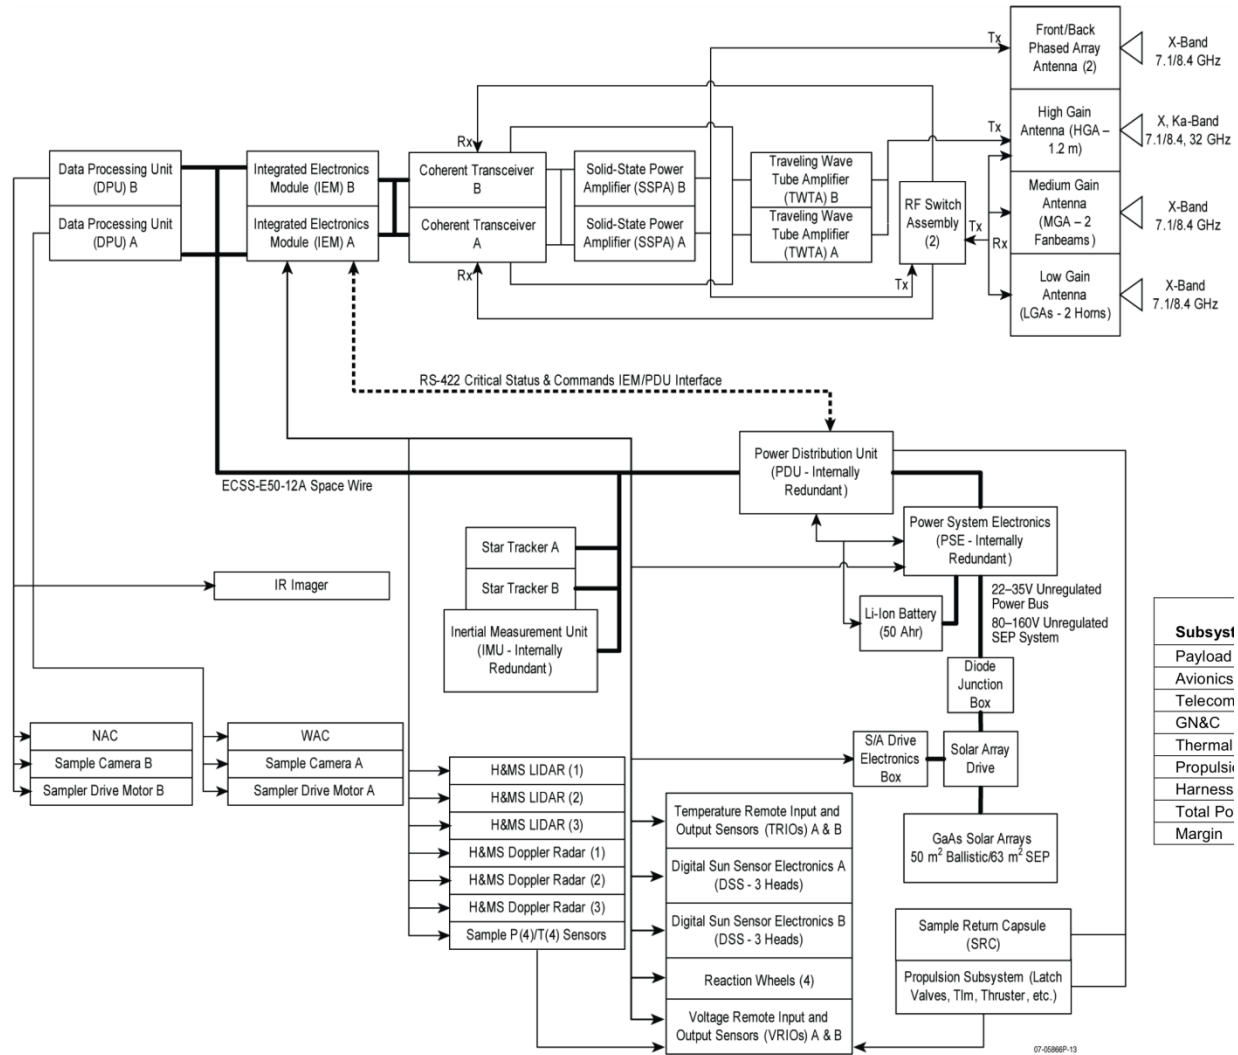 Front/Back
Phased Array
Antenna (2)
X-Band
7.1/8.4 GHz
Tx
High Gain
Antenna (HGA –
1.2 m)
X, Ka-Band
7.1/8.4, 32 GHz
Tx
Medium Gain
Antenna
(MGA – 2
Fanbeams)
X-Band
7.1/8.4 GHz
Low Gain
Antenna
(LGAs - 2 Horns)
X-Band
7.1/8.4 GHz
Tx
Rx
Data Processing Unit
(DPU) B
Data Processing Unit
(DPU) A
Integrated Electronics
Module (IEM) B
Integrated Electronics
Module (IEM) A
Rx
Coherent Transceiver
B
Coherent Transceiver
A
Rx
Solid-State Power
Amplifier (SSPA) B
Solid-State Power
Amplifier (SSPA) A
Traveling Wave
Tube Amplifier
(TWTA) B
Traveling Wave
Tube Amplifier
(TWTA) A
RF Switch
Assembly
(2)
Tx
RS-422 Critical Status & Commands IEM/PDU Interface
Power Distribution Unit
(PDU - Internally
Redundant)
ECSS-E50-12A Space Wire
Power System Electronics
(PSE - Internally
Redundant)
Star Tracker A
Star Tracker B
Inertial Measurement Unit
(IMU - Internally
Redundant)
IR Imager
Li-Ion Battery
(50 Ahr)
22–35V Unregulated
Power Bus
80–160V Unregulated
SEP System
Diode
Junction
Box
S/A Drive
Electronics
Box
Solar Array
Drive
GaAs Solar Arrays
50 m² Ballistic/63 m² SEP
NAC
Sample Camera B
Sampler Drive Motor B
WAC
Sample Camera A
Sampler Drive Motor A
H&MS LIDAR (1)
H&MS LIDAR (2)
H&MS LIDAR (3)
H&MS Doppler Radar (1)
H&MS Doppler Radar (2)
H&MS Doppler Radar (3)
Sample P(4)/T(4) Sensors
Temperature Remote Input and
Output Sensors (TRIOs) A & B
Digital Sun Sensor Electronics A
(DSS - 3 Heads)
Digital Sun Sensor Electronics B
(DSS - 3 Heads)
Reaction Wheels (4)
Voltage Remote Input and
Output Sensors (VRIOs) A & B
Sample Return Capsule
(SRC)
Propulsion Subsystem (Latch
Valves, Tlm, Thruster, etc.)
07-05866P-13
Subsyst
Payload
Avionics
Telecom
GN&C
Thermal
Propulsi
Harness
Total Po
Margin